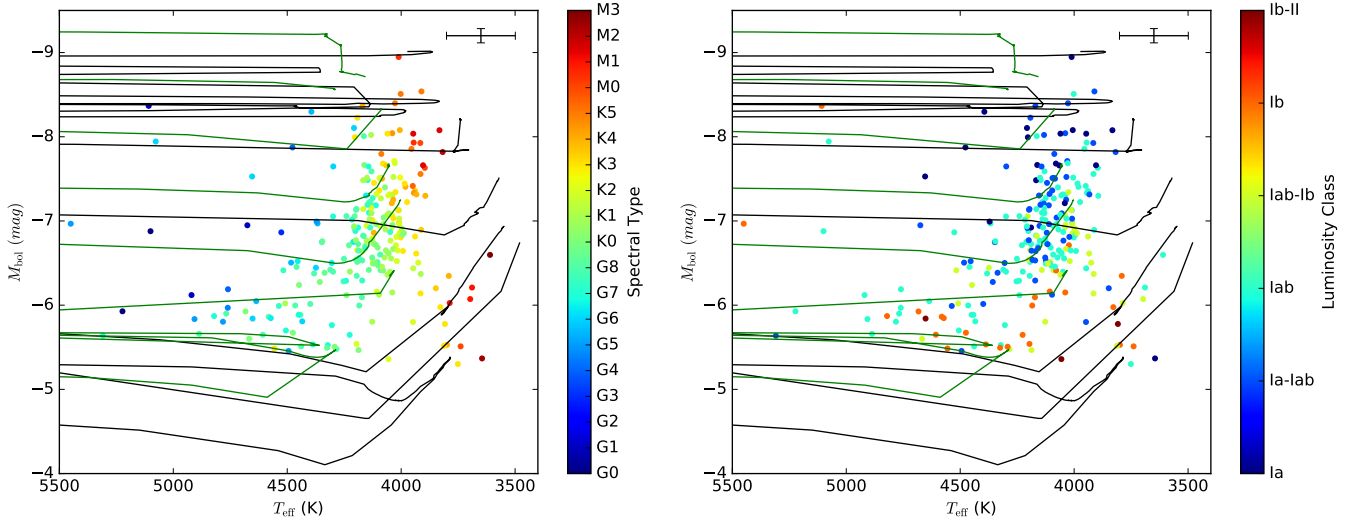 −9
−8
−7
−6
−5
−4
M_bol (mag)
5500
5000
4500
4000
3500
T_eff (K)
M3
M2
M1
M0
K5
K4
K3
K2
K1
K0
G8
G7
G6
G5
G4
G3
G2
G1
G0
Spectral Type
−9
−8
−7
−6
−5
−4
M_bol (mag)
5500
5000
4500
4000
3500
T_eff (K)
Ib-II
Ib
Iab-Ib
Iab
Ia-Iab
Ia
Luminosity Class